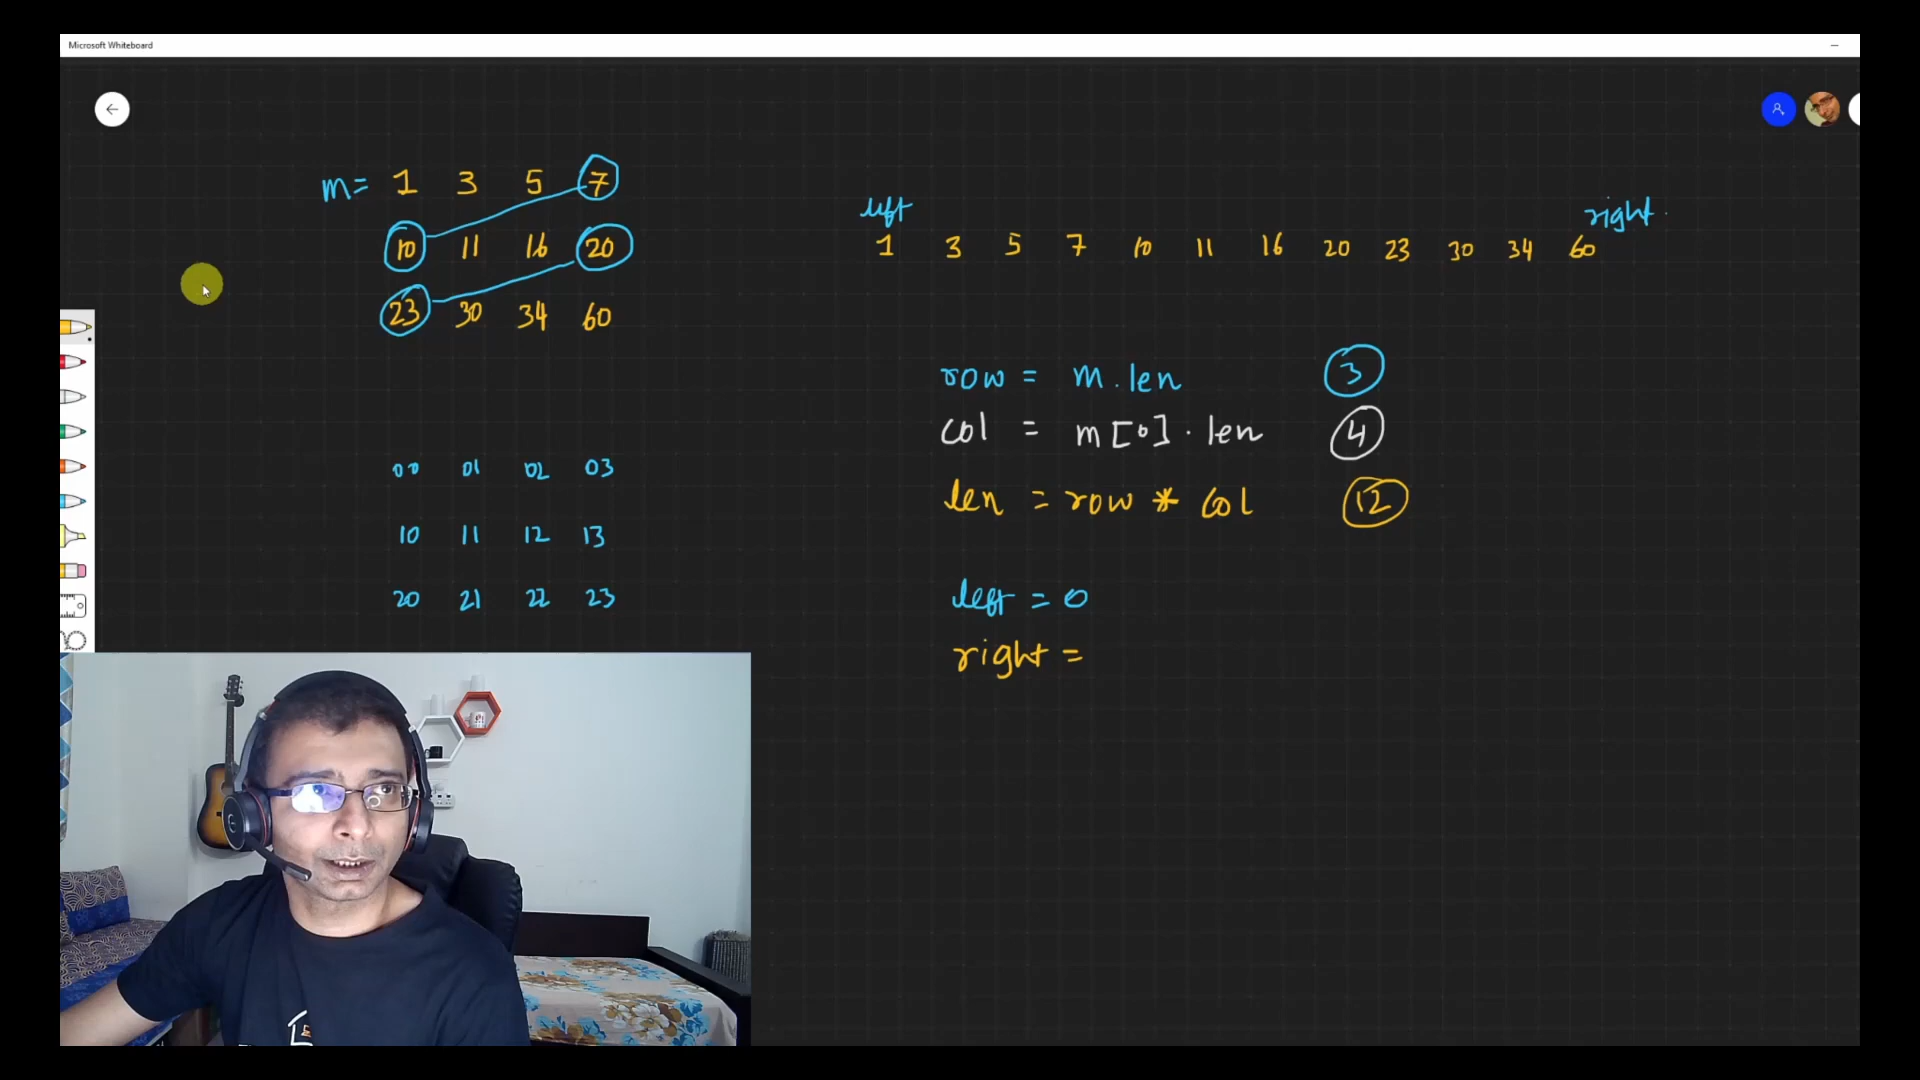 Microsoft Whiteboard
m= 1 3 5 7
10 11 16 20
23 30 34 60
00 01 02 03
10 11 12 13
20 21 22 23
left right.
1 3 5 7 10 11 16 20 23 30 34 60
row = m.len 3
col = m[0].len 4
len = row * col 12
left = 0
right =